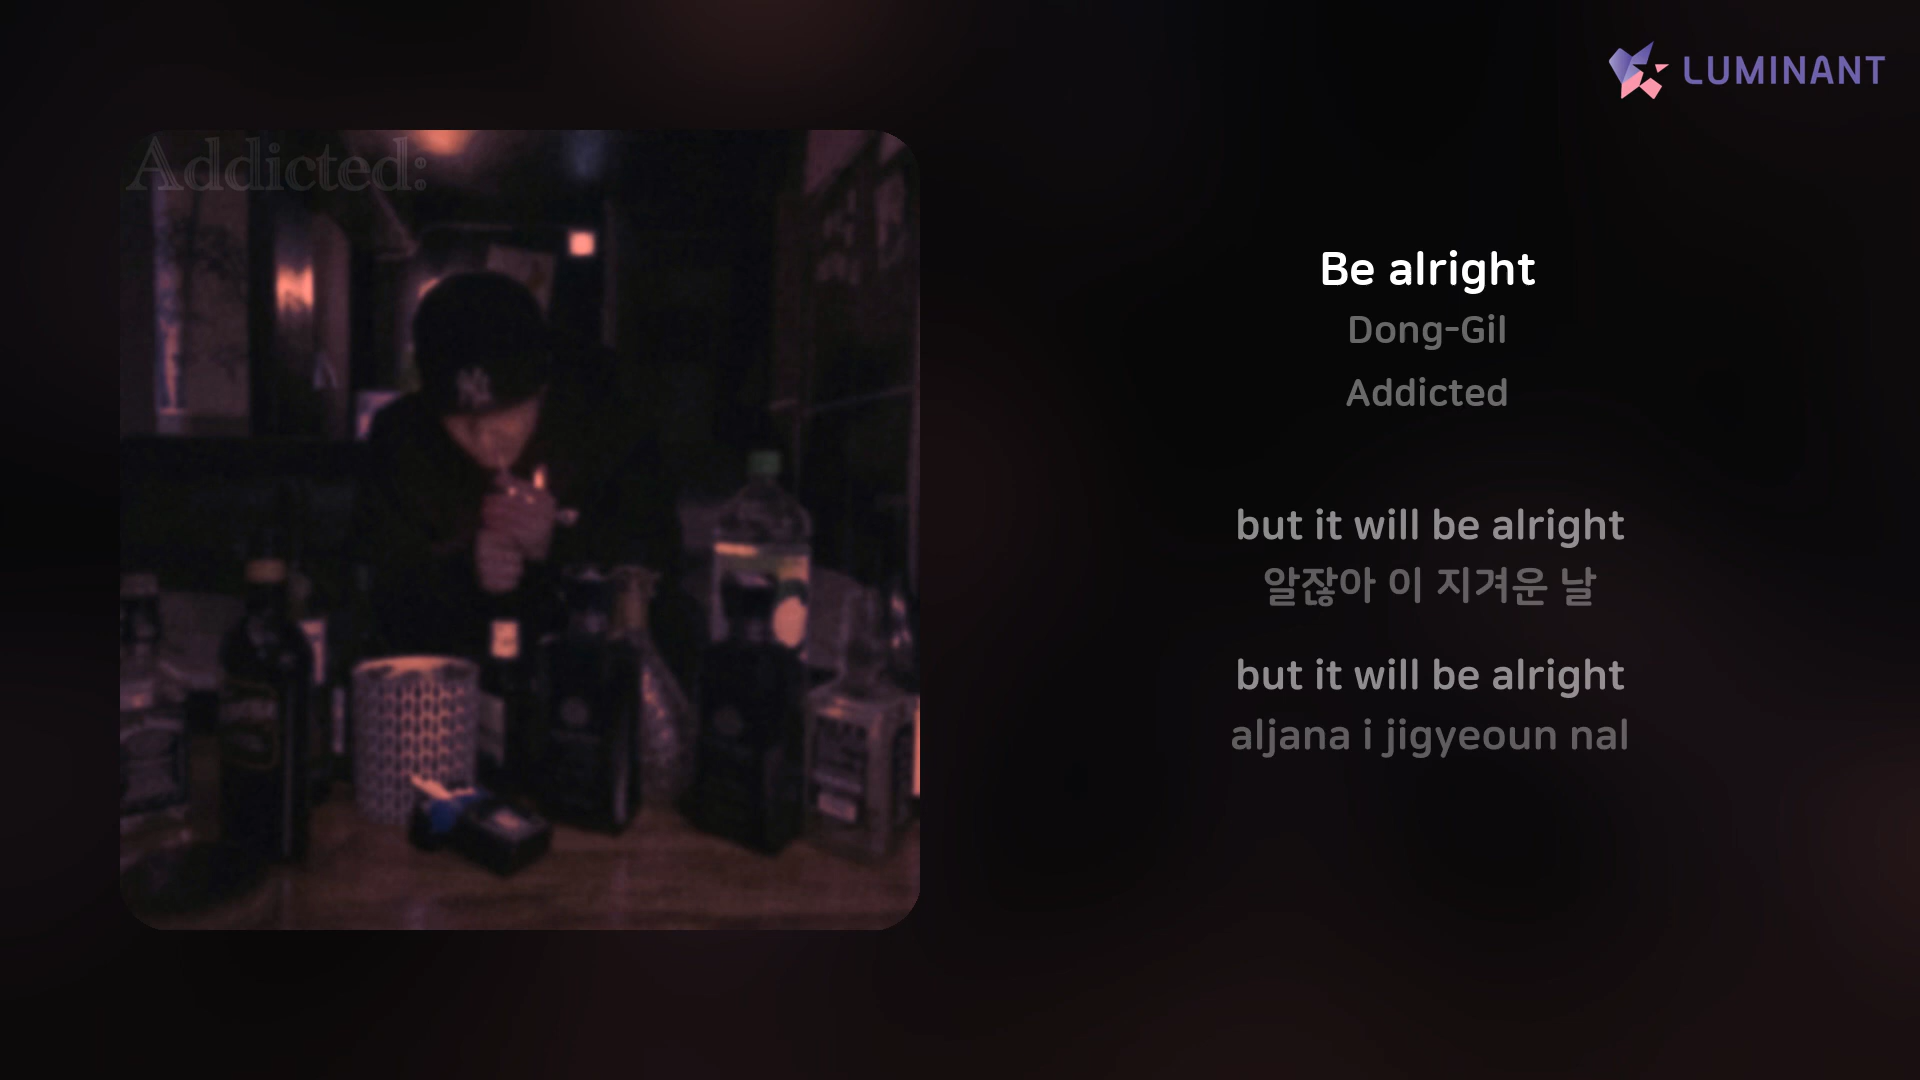 LUMINANT
Addicted:
Be alright
Dong-Gil
Addicted
but it will be alright
알잖아 이 지겨운 날
but it will be alright
aljana i jigyeoun nal